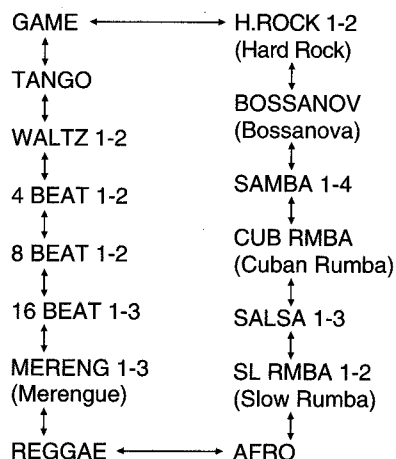 GAME
TANGO
WALTZ 1-2
4 BEAT 1-2
8 BEAT 1-2
16 BEAT 1-3
MERENG 1-3
(Merengue)
REGGAE
H.ROCK 1-2
(Hard Rock)
BOSSANOV
(Bossanova)
SAMBA 1-4
CUB RMBA
(Cuban Rumba)
SALSA 1-3
SL RMBA 1-2
(Slow Rumba)
AFRO